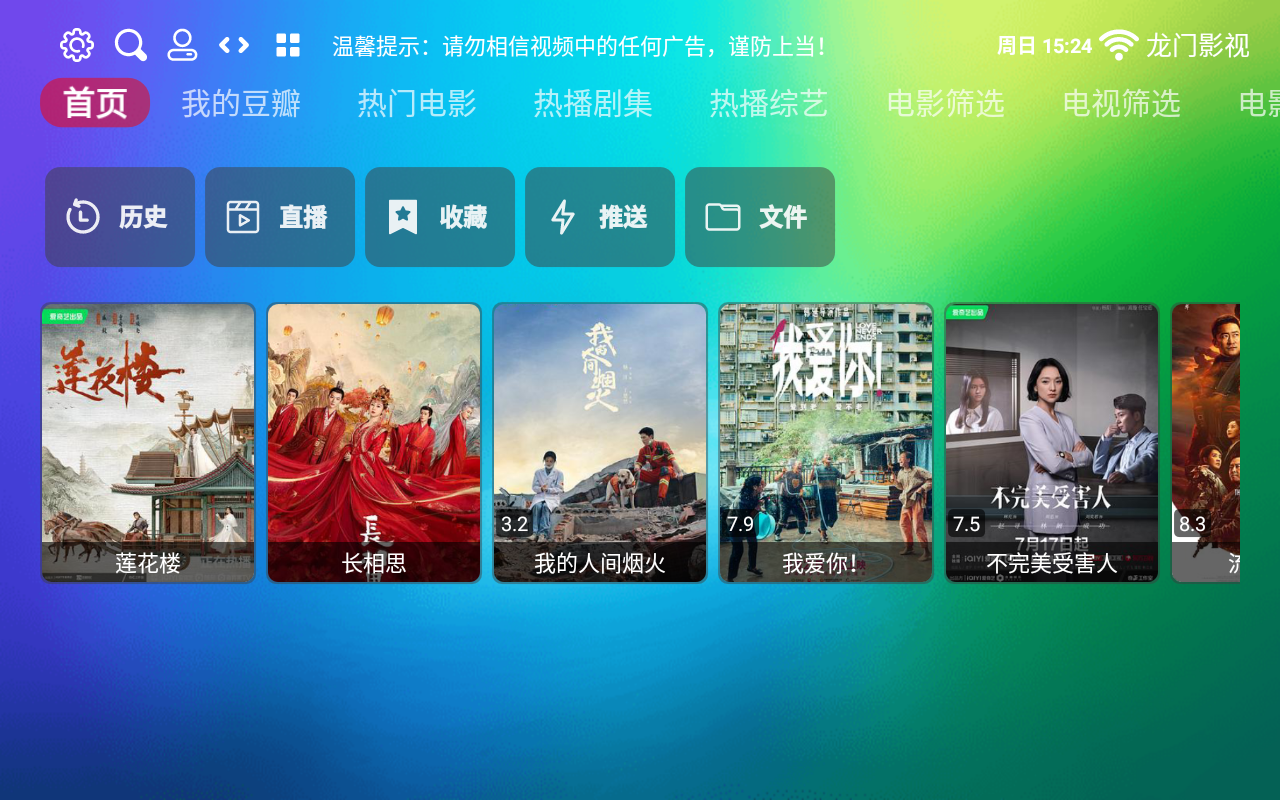 温馨提示：请勿相信视频中的任何广告，谨防上当！
周日 15:24 龙门影视
首页 我的豆瓣 热门电影 热播剧集 热播综艺 电影筛选 电视筛选 电影
历史 直播 收藏 推送 文件
爱奇艺出品
莲花楼
莲花楼
長
长相思
我的人间烟火
3.2
我的人间烟火
LOVE NEVER ENDS
我爱你!
7.9
我爱你！
爱奇艺出品
不完美受害人
7.5
7月17日起
不完美受害人
8.3